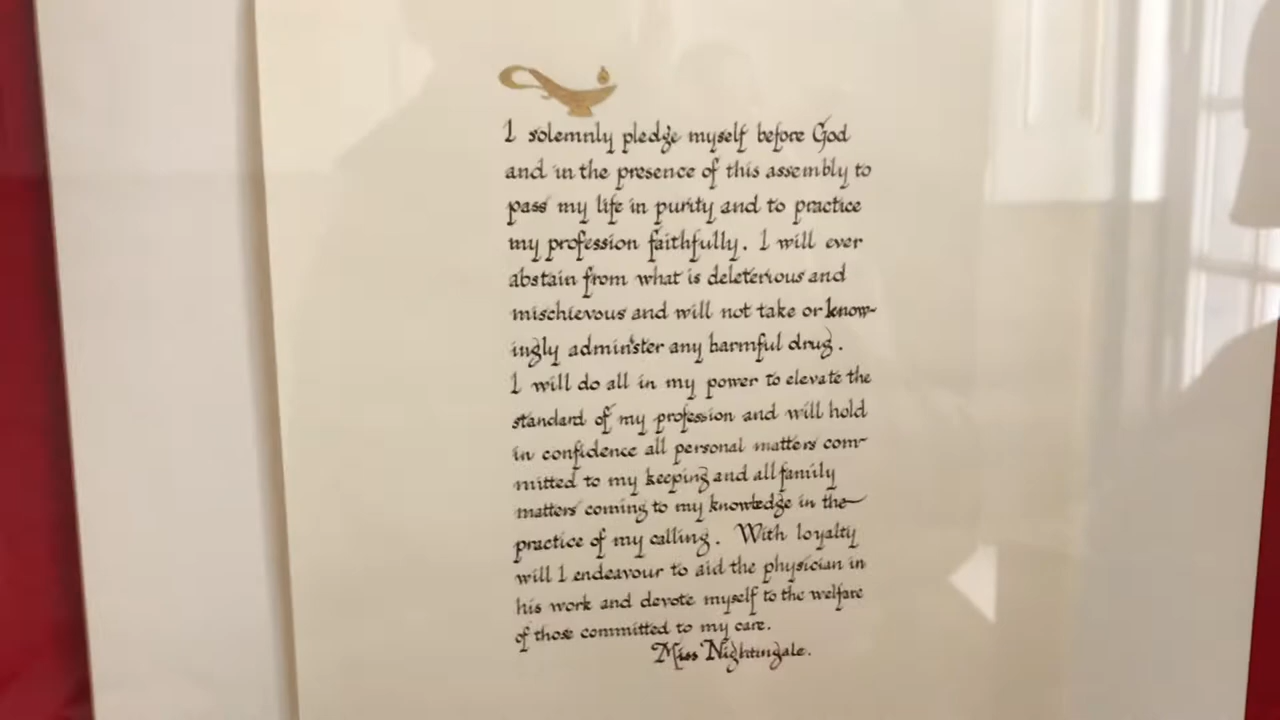 I solemnly pledge myself before God
and in the presence of this assembly to
pass my life in purity and to practice
my profession faithfully. I will ever
abstain from what is deleterious and
mischievous and will not take or know-
ingly administer any harmful drug.
I will do all in my power to elevate the
standard of my profession and will hold
in confidence all personal matters com-
mitted to my keeping and all family
matters coming to my knowledge in the
practice of my calling. With loyalty
will I endeavour to aid the physician in
his work and devote myself to the welfare
of those committed to my care.
Miss Nightingale.